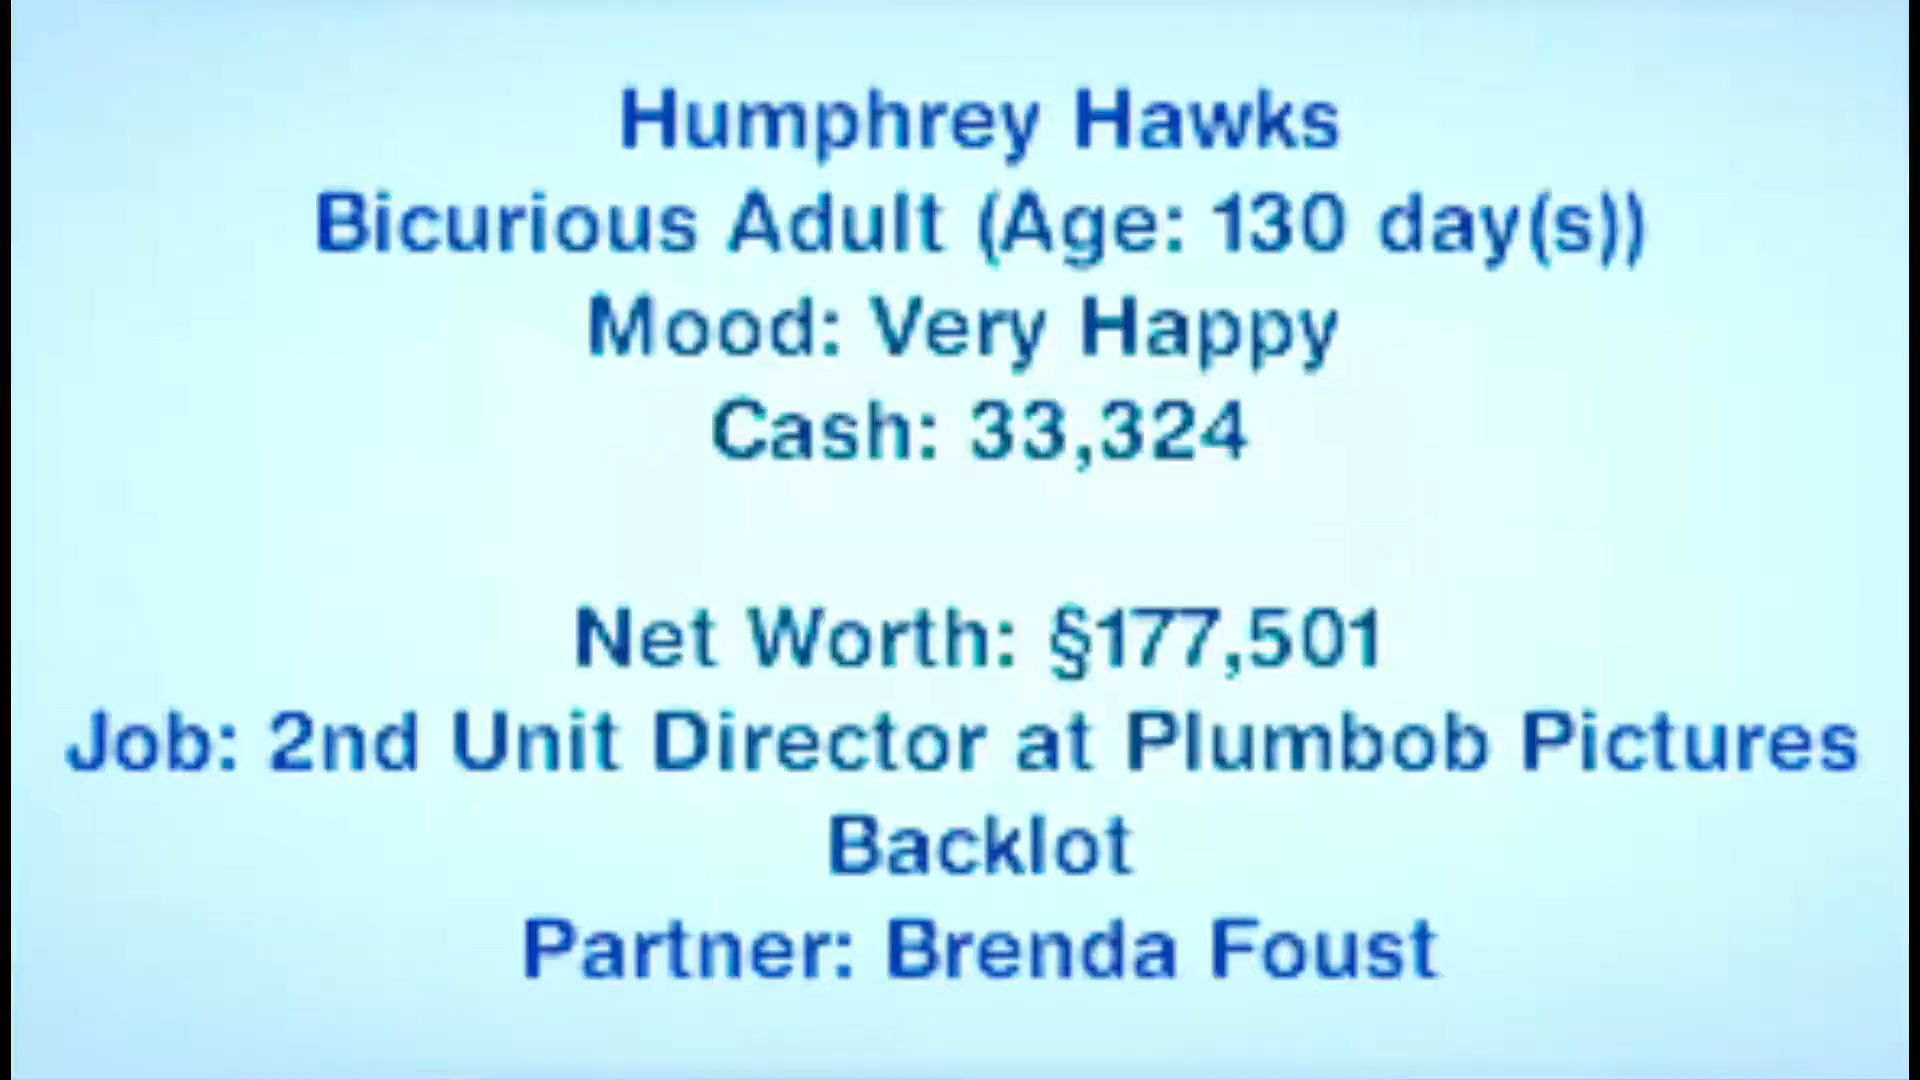 Humphrey Hawks
Bicurious Adult (Age: 130 day(s))
Mood: Very Happy
Cash: 33,324
Net Worth: §177,501
Job: 2nd Unit Director at Plumbob Pictures
Backlot
Partner: Brenda Foust